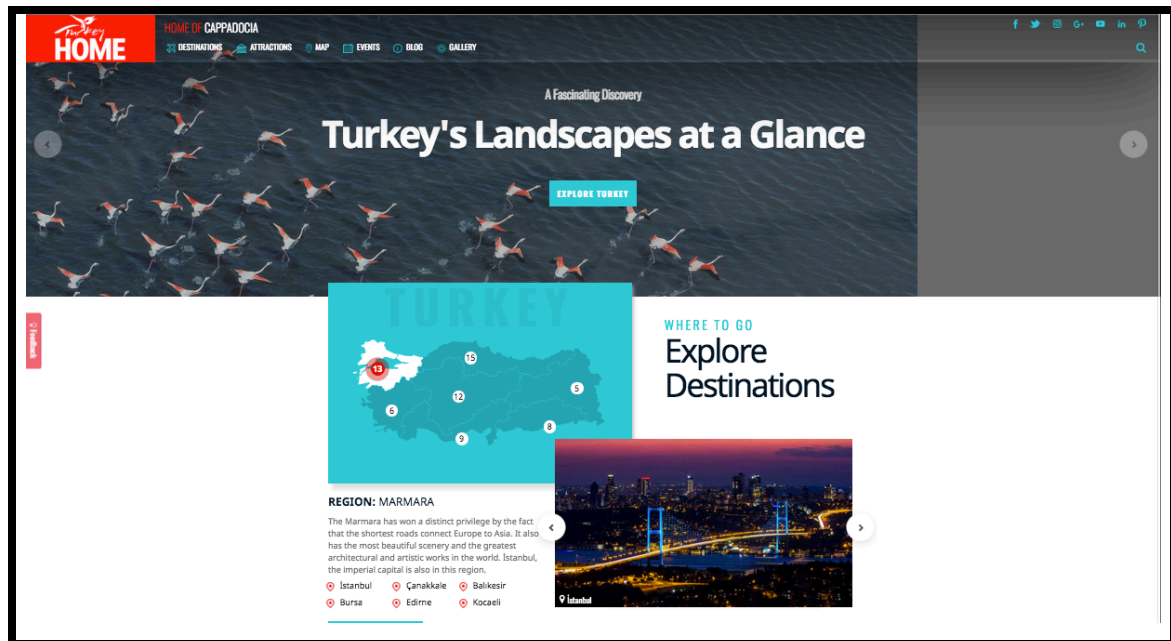 Turkey
HOME
HOME OF CAPPADOCIA
DESTINATIONS ATTRACTIONS MAP EVENTS BLOG GALLERY
A Fascinating Discovery
Turkey's Landscapes at a Glance
EXPLORE TURKEY
Feedback
TURKEY
13
15
12
5
6
8
9
WHERE TO GO
Explore
Destinations
REGION: MARMARA
The Marmara has won a distinct privilege by the fact
that the shortest roads connect Europe to Asia. It also
has the most beautiful scenery and the greatest
architectural and artistic works in the world. İstanbul,
the imperial capital is also in this region.
İstanbul Çanakkale Balıkesir
Bursa Edirne Kocaeli
İstanbul